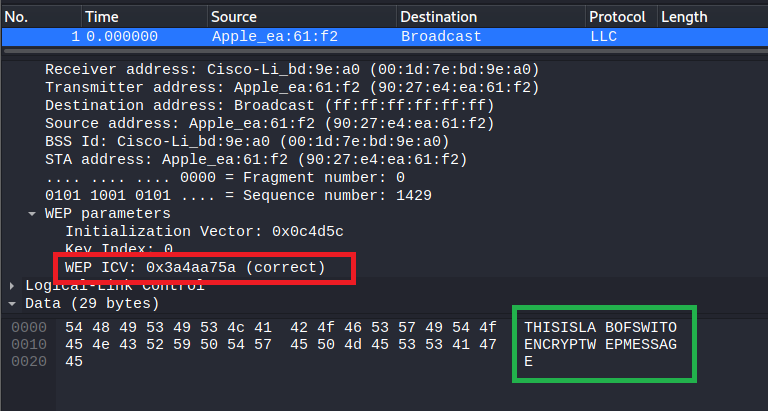 No. Time Source Destination Protocol Length
1 0.000000 Apple_ea:61:f2 Broadcast LLC
Receiver address: Cisco-Li_bd:9e:a0 (00:1d:7e:bd:9e:a0)
Transmitter address: Apple_ea:61:f2 (90:27:e4:ea:61:f2)
Destination address: Broadcast (ff:ff:ff:ff:ff:ff)
Source address: Apple_ea:61:f2 (90:27:e4:ea:61:f2)
BSS Id: Cisco-Li_bd:9e:a0 (00:1d:7e:bd:9e:a0)
STA address: Apple_ea:61:f2 (90:27:e4:ea:61:f2)
.... .... .... 0000 = Fragment number: 0
0101 1001 0101 .... = Sequence number: 1429
WEP parameters
Initialization Vector: 0x0c4d5c
Key Index: 0
WEP ICV: 0x3a4aa75a (correct)
Logical-Link Control
Data (29 bytes)
0000 54 48 49 53 49 53 4c 41 42 4f 46 53 57 49 54 4f THISISLA BOFSWITO
0010 45 4e 43 52 59 50 54 57 45 50 4d 45 53 53 41 47 ENCRYPTW EPMESSAG
0020 45 E